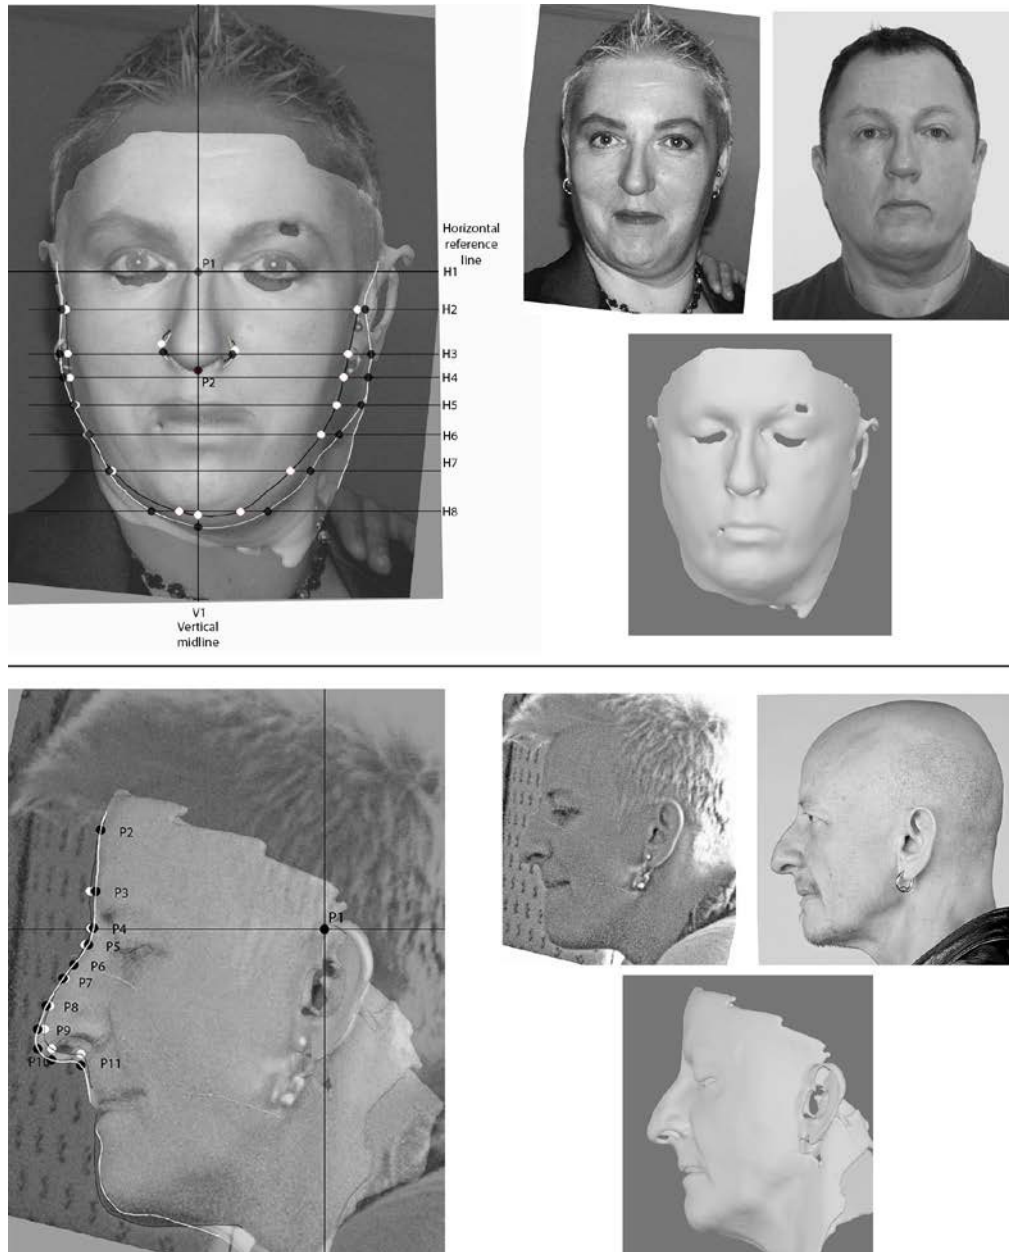 Horizontal
reference
line
P1
H1
H2
H3
P2
H4
H5
H6
H7
H8
V1
Vertical
midline
P2
P3
P1
P4
P5
P6
P7
P8
P9
P10
P11